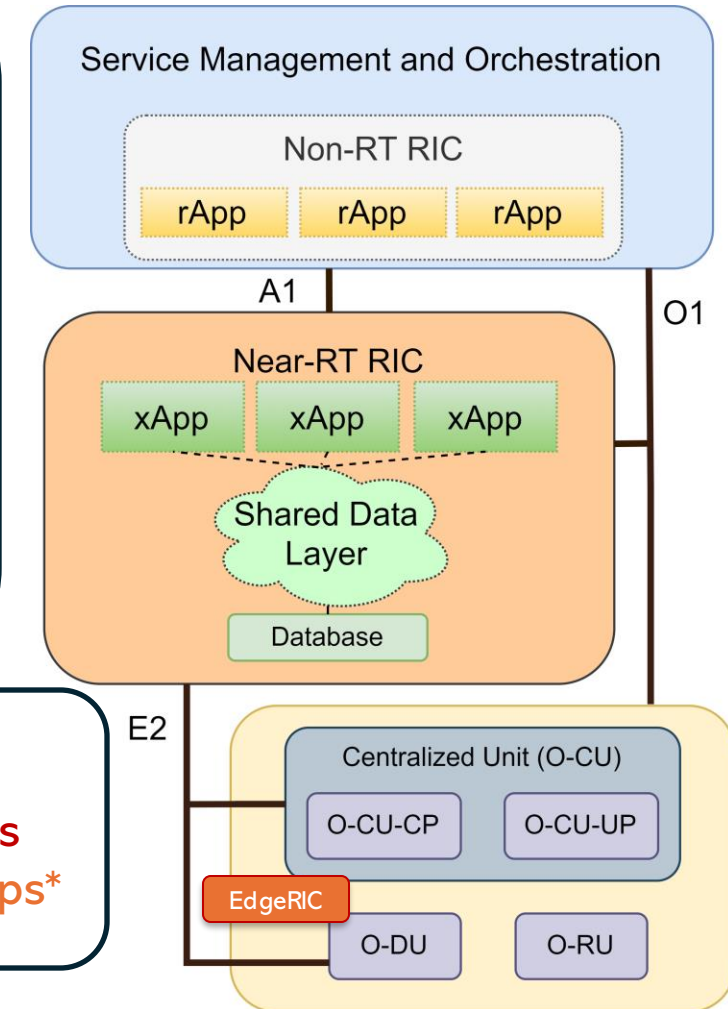 Service Management and Orchestration
Non-RT RIC
rApp rApp rApp
A1
O1
Near-RT RIC
xApp xApp xApp
Shared Data
Layer
Database
E2
Centralized Unit (O-CU)
O-CU-CP O-CU-UP
s
ps*
EdgeRIC
O-DU O-RU